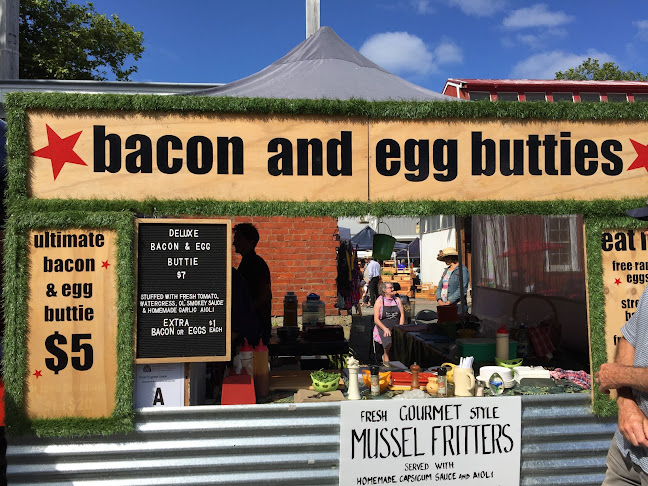 bacon and egg butties
ultimate
bacon
& egg
buttie
$5
DELUXE
BACON & EGG
BUTTIE
$7
STUFFED WITH FRESH TOMATO,
WATERCRESS, OL SMOKEY SAUCE
& HOMEMADE GARLIC AIOLI
EXTRA $1
BACON OR EGGS EACH
A
eat
free
eggs
FRESH GOURMET STYLE
MUSSEL FRITTERS
SERVED WITH
HOMEMADE CAPSICUM SAUCE AND AIOLI